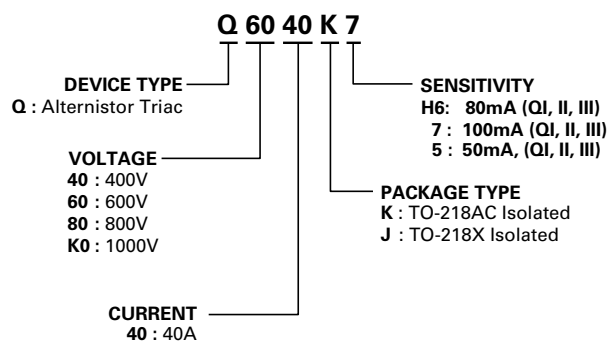 Q 60 40 K 7
DEVICE TYPE
Q : Alternistor Triac
VOLTAGE
40 : 400V
60 : 600V
80 : 800V
K0 : 1000V
CURRENT
40 : 40A
SENSITIVITY
H6: 80mA (QI, II, III)
7 : 100mA (QI, II, III)
5 : 50mA, (QI, II, III)
PACKAGE TYPE
K : TO-218AC Isolated
J : TO-218X Isolated